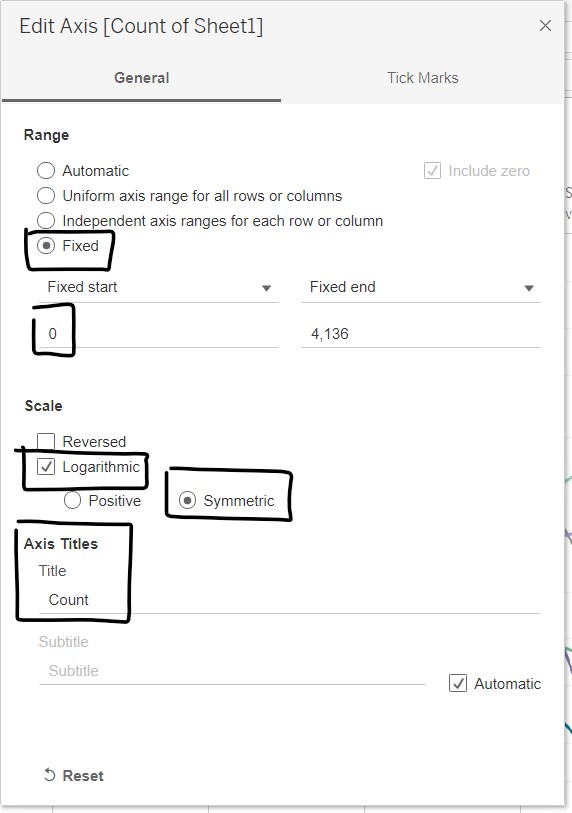 Edit Axis [Count of Sheet1]
General Tick Marks
Range
Automatic Include zero
Uniform axis range for all rows or columns
Independent axis ranges for each row or column
Fixed
Fixed start Fixed end
0 4,136
Scale
Reversed
Logarithmic
Positive Symmetric
Axis Titles
Title
Count
Subtitle
Subtitle
Automatic
Reset